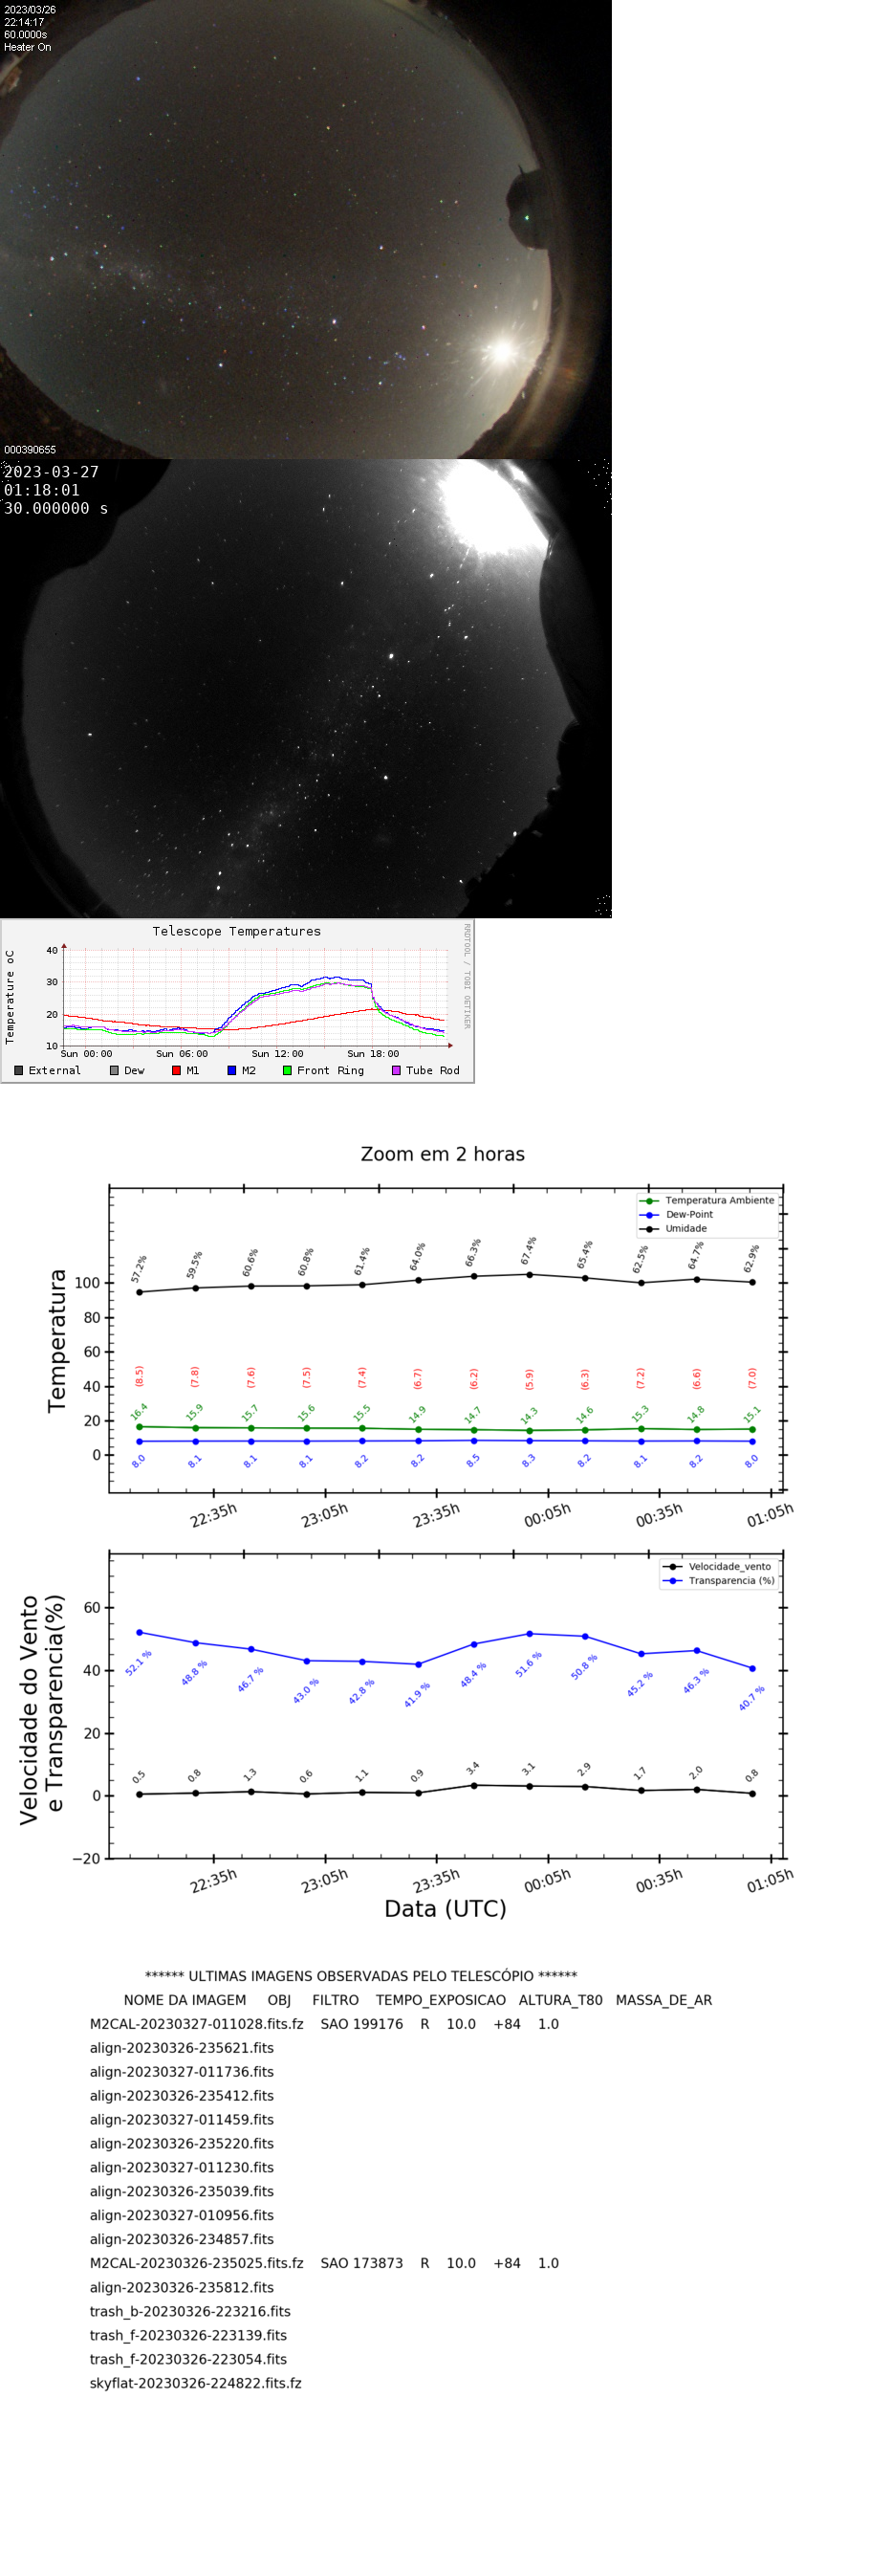 2023/03/26
22:14:17
60.0000s
Heater On
000390655
2023-03-27
01:18:01
30.000000 s
Telescope Temperatures
RRDTOOL / TOBI OETIKER
Temperature oC
40
30
20
10
Sun 00:00 Sun 06:00 Sun 12:00 Sun 18:00
External Dew M1 M2 Front Ring Tube Rod
Zoom em 2 horas
Temperatura Ambiente
Dew-Point
Umidade
Temperatura
100
80
60
40
20
0
57.2% 59.5% 60.6% 60.8% 61.4% 64.0% 66.3% 67.4% 65.4% 62.5% 64.7% 62.9%
(8.5) (7.8) (7.6) (7.5) (7.4) (6.7) (6.2) (5.9) (6.3) (7.2) (6.6) (7.0)
16.4 15.9 15.7 15.6 15.5 14.9 14.7 14.3 14.6 15.3 14.8 15.1
8.0 8.1 8.1 8.1 8.2 8.2 8.5 8.3 8.2 8.1 8.2 8.0
22:35h 23:05h 23:35h 00:05h 00:35h 01:05h
Velocidade_vento
Transparencia (%)
Velocidade do Vento
e Transparencia(%)
60
40
20
0
−20
52.1 % 48.8 % 46.7 % 43.0 % 42.8 % 41.9 % 48.4 % 51.6 % 50.8 % 45.2 % 46.3 % 40.7 %
0.5 0.8 1.3 0.6 1.1 0.9 3.4 3.1 2.9 1.7 2.0 0.8
22:35h 23:05h 23:35h 00:05h 00:35h 01:05h
Data (UTC)
****** ULTIMAS IMAGENS OBSERVADAS PELO TELESCÓPIO ******
NOME DA IMAGEM OBJ FILTRO TEMPO_EXPOSICAO ALTURA_T80 MASSA_DE_AR
M2CAL-20230327-011028.fits.fz SAO 199176 R 10.0 +84 1.0
align-20230326-235621.fits
align-20230327-011736.fits
align-20230326-235412.fits
align-20230327-011459.fits
align-20230326-235220.fits
align-20230327-011230.fits
align-20230326-235039.fits
align-20230327-010956.fits
align-20230326-234857.fits
M2CAL-20230326-235025.fits.fz SAO 173873 R 10.0 +84 1.0
align-20230326-235812.fits
trash_b-20230326-223216.fits
trash_f-20230326-223139.fits
trash_f-20230326-223054.fits
skyflat-20230326-224822.fits.fz